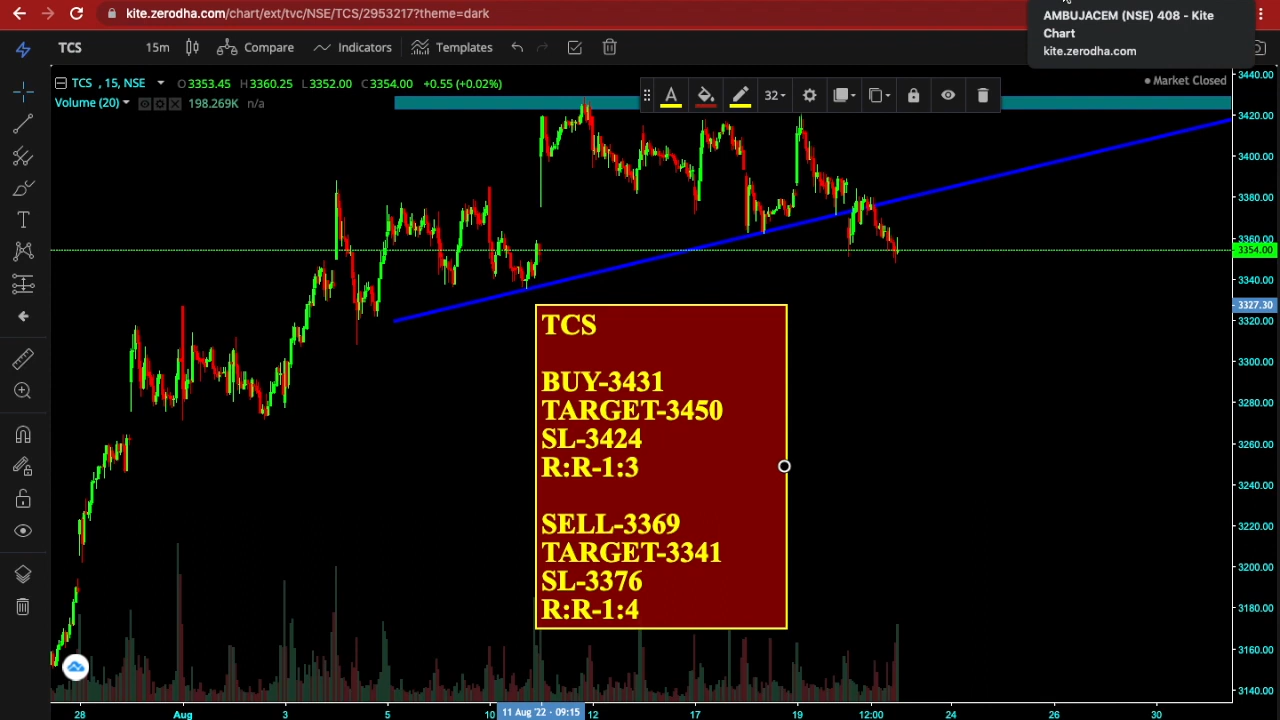 kite.zerodha.com/chart/ext/tvc/NSE/TCS/2953217?theme=dark
AMBUJACEM (NSE) 408 - Kite
Chart
kite.zerodha.com
TCS 15m Compare Indicators Templates
TCS , 15, NSE O3353.45 H3360.25 L3352.00 C3354.00 +0.55 (+0.02%)
Market Closed
Volume (20) 198.269K n/a
32
TCS
BUY-3431
TARGET-3450
SL-3424
R:R-1:3
SELL-3369
TARGET-3341
SL-3376
R:R-1:4
3440.00
3420.00
3400.00
3380.00
3360.00
3354.00
3340.00
3327.30
3320.00
3300.00
3280.00
3260.00
3240.00
3220.00
3200.00
3180.00
3160.00
3140.00
28 Aug 3 5 10 11 Aug '22 - 09:15 12 17 19 12:00 24 26 30